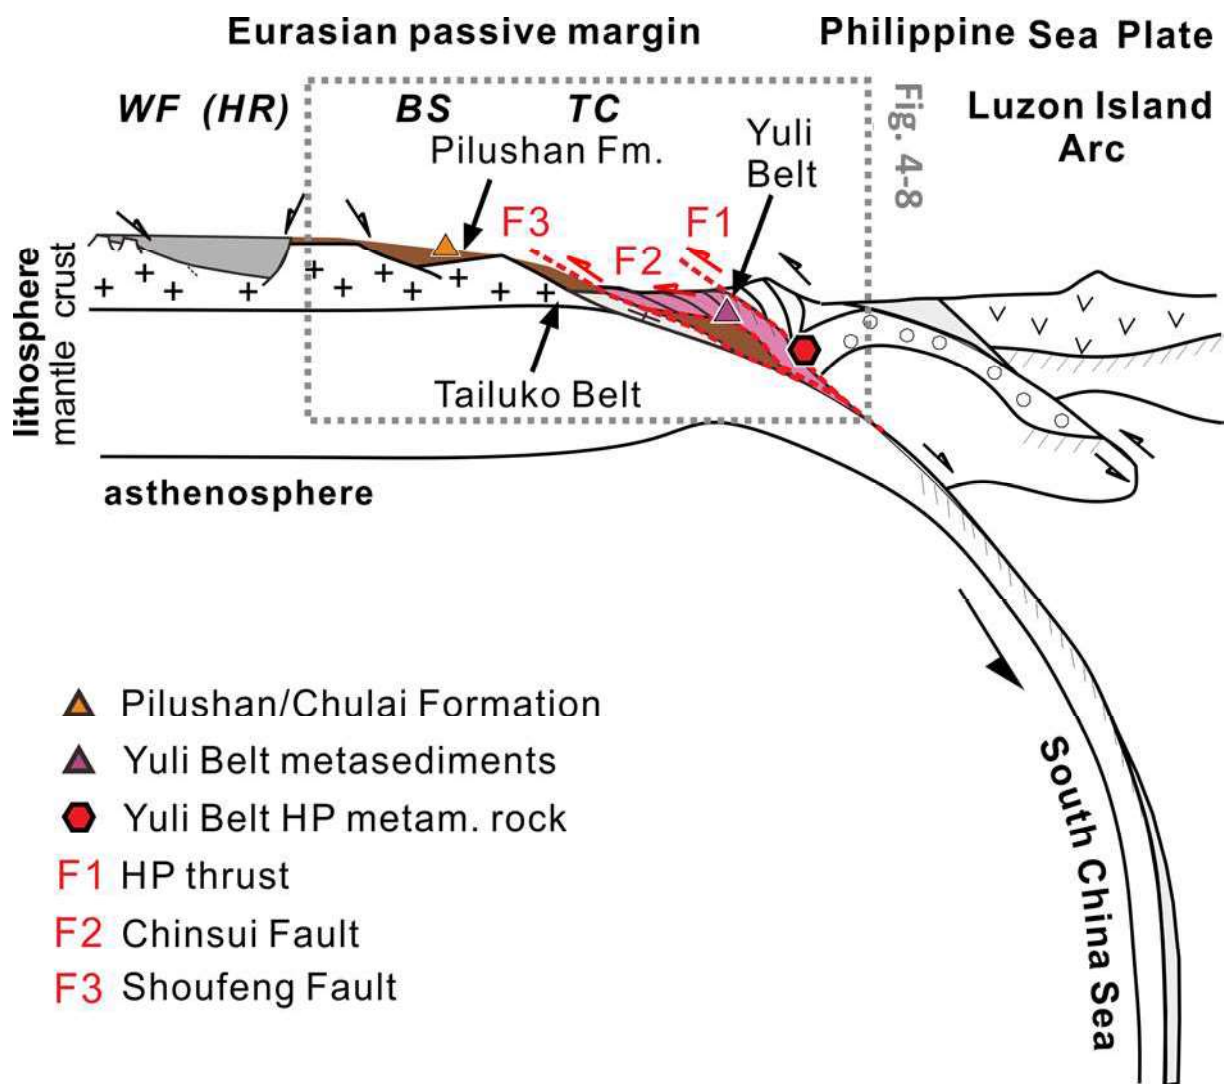 Eurasian passive margin
Philippine Sea Plate
WF (HR)
BS
TC
Luzon Island
Arc
Pilushan Fm.
Yuli
Belt
Fig. 4-8
F3
F2
F1
lithosphere
crust
mantle
Tailuko Belt
asthenosphere
Pilushan/Chulai Formation
Yuli Belt metasediments
Yuli Belt HP metam. rock
F1 HP thrust
F2 Chinsui Fault
F3 Shoufeng Fault
South China Sea